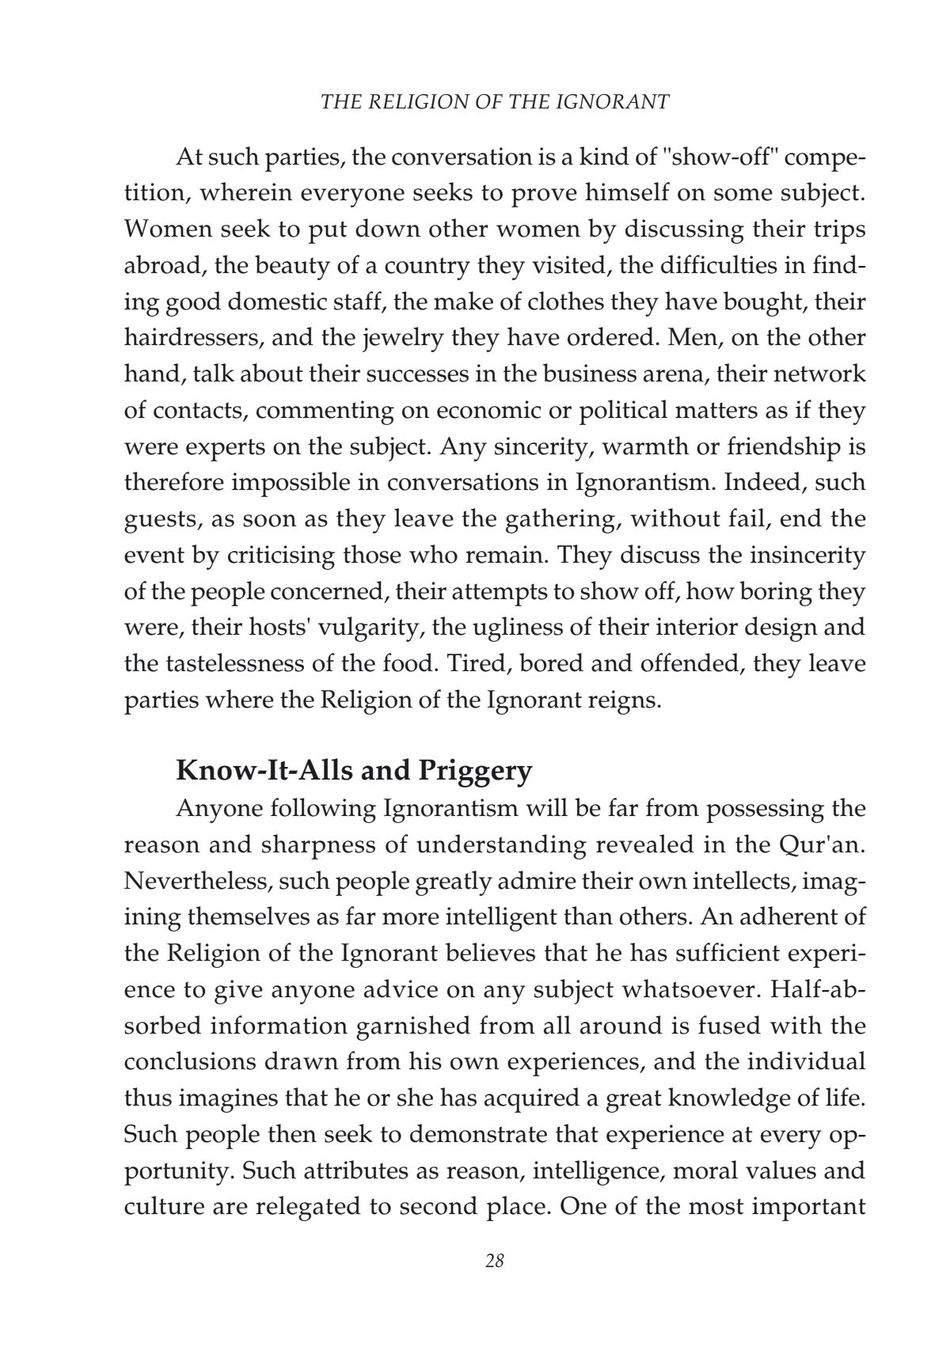 THE RELIGION OF THE IGNORANT
At such parties, the conversation is a kind of "show-off" compe-
tition, wherein everyone seeks to prove himself on some subject.
Women seek to put down other women by discussing their trips
abroad, the beauty of a country they visited, the difficulties in find-
ing good domestic staff, the make of clothes they have bought, their
hairdressers, and the jewelry they have ordered. Men, on the other
hand, talk about their successes in the business arena, their network
of contacts, commenting on economic or political matters as if they
were experts on the subject. Any sincerity, warmth or friendship is
therefore impossible in conversations in Ignorantism. Indeed, such
guests, as soon as they leave the gathering, without fail, end the
event by criticising those who remain. They discuss the insincerity
of the people concerned, their attempts to show off, how boring they
were, their hosts' vulgarity, the ugliness of their interior design and
the tastelessness of the food. Tired, bored and offended, they leave
parties where the Religion of the Ignorant reigns.
Know-It-Alls and Priggery
Anyone following Ignorantism will be far from possessing the
reason and sharpness of understanding revealed in the Qur'an.
Nevertheless, such people greatly admire their own intellects, imag-
ining themselves as far more intelligent than others. An adherent of
the Religion of the Ignorant believes that he has sufficient experi-
ence to give anyone advice on any subject whatsoever. Half-ab-
sorbed information garnished from all around is fused with the
conclusions drawn from his own experiences, and the individual
thus imagines that he or she has acquired a great knowledge of life.
Such people then seek to demonstrate that experience at every op-
portunity. Such attributes as reason, intelligence, moral values and
culture are relegated to second place. One of the most important
28